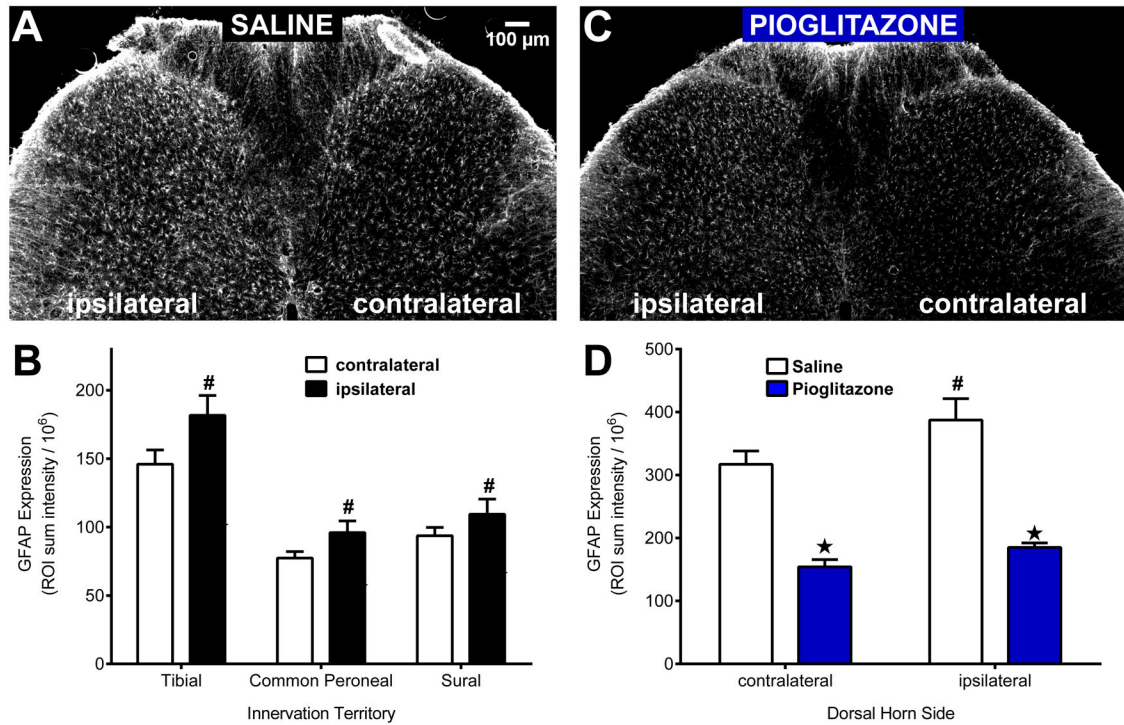 A
SALINE
100 µm
ipsilateral
contralateral
C
PIOGLITAZONE
ipsilateral
contralateral
B
GFAP Expression
(ROI sum intensity / 10⁶)
200
150
100
50
0
contralateral
ipsilateral
#
#
#
Tibial
Common Peroneal
Sural
Innervation Territory
D
GFAP Expression
(ROI sum intensity / 10⁶)
500
400
300
200
100
0
Saline
Pioglitazone
#
★
★
contralateral
ipsilateral
Dorsal Horn Side